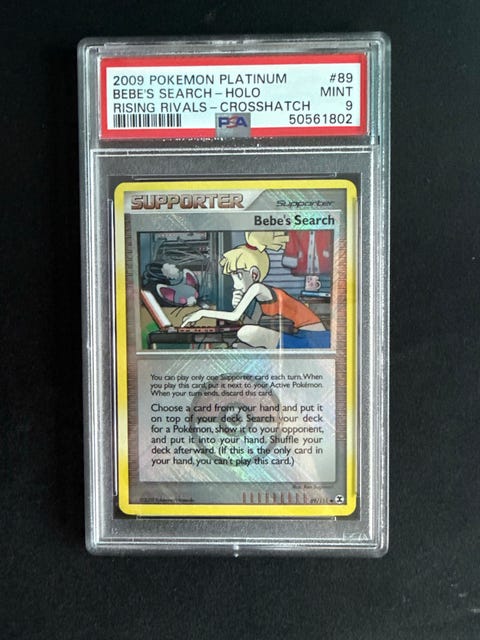 2009 POKEMON PLATINUM #89
BEBE'S SEARCH-HOLO MINT
RISING RIVALS-CROSSHATCH 9
PSA 50561802
SUPPORTER Supporter
Bebe's Search
You can play only one Supporter card each turn. When
you play this card, put it next to your Active Pokémon.
When your turn ends, discard this card.
Choose a card from your hand and put it
on top of your deck. Search your deck
for a Pokémon, show it to your opponent,
and put it into your hand. Shuffle your
deck afterward. (If this is the only card in
your hand, you can't play this card.)
89/111